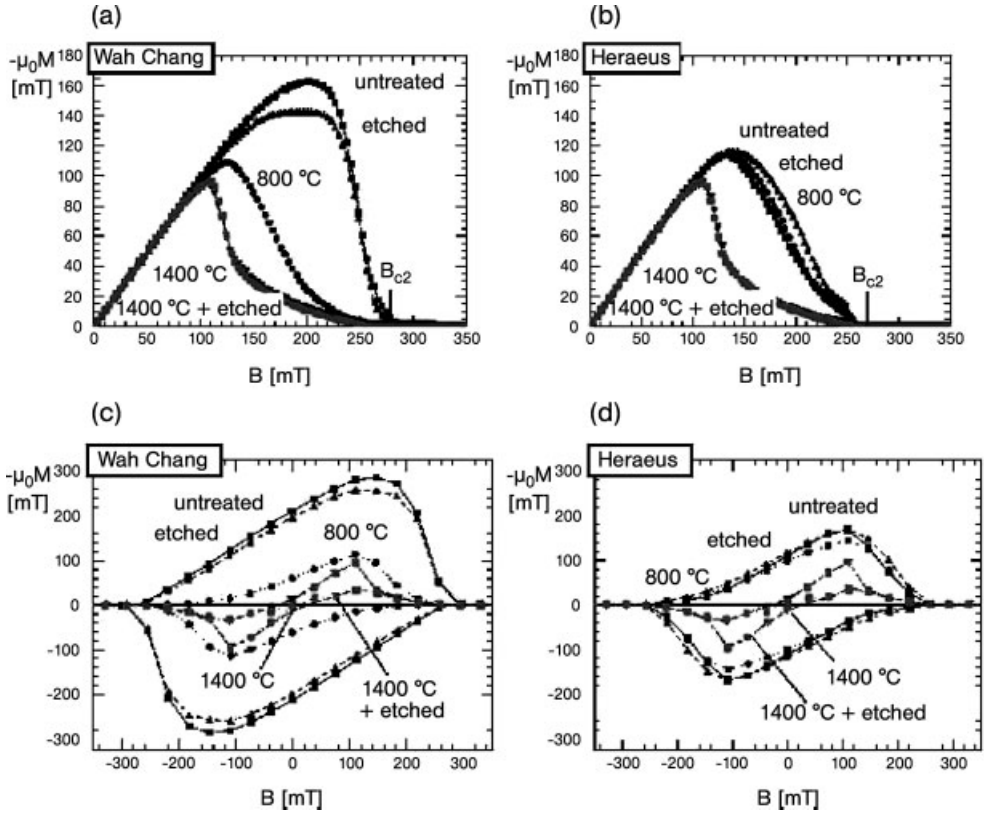 (a)
-μ₀M
[mT]
Wah Chang
180
160
140
120
100
80
60
40
20
0
untreated
etched
800 °C
1400 °C
1400 °C + etched
Bc2
0 50 100 150 200 250 300 350
B [mT]
(b)
-μ₀M
[mT]
Heraeus
180
160
140
120
100
80
60
40
20
0
untreated
etched
800 °C
1400 °C
1400 °C + etched
Bc2
0 50 100 150 200 250 300 350
B [mT]
(c)
-μ₀M
[mT]
Wah Chang
300
200
100
0
-100
-200
-300
untreated
etched
800 °C
1400 °C
1400 °C
+ etched
-300 -200 -100 0 100 200 300
B [mT]
(d)
-μ₀M
[mT]
Heraeus
300
200
100
0
-100
-200
-300
untreated
etched
800 °C
1400 °C
1400 °C + etched
-300 -200 -100 0 100 200 300
B [mT]